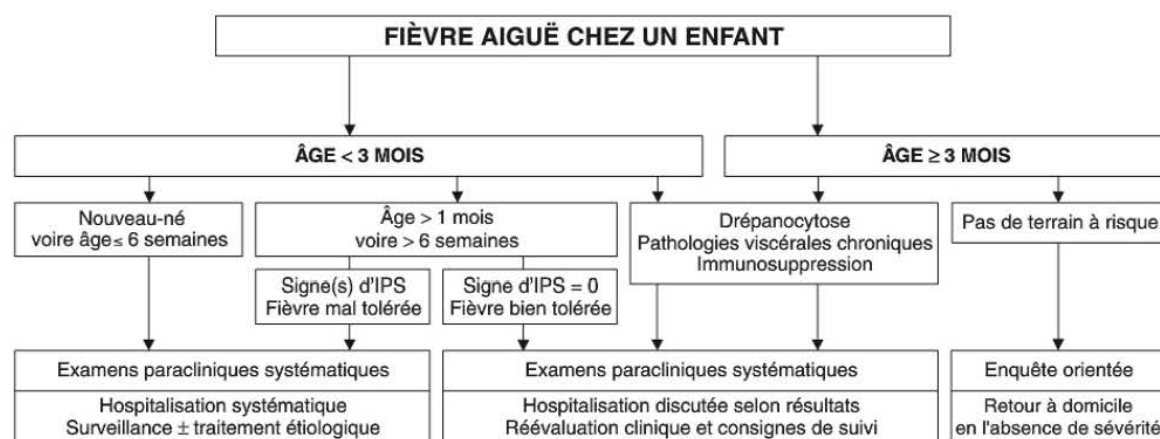 FIÈVRE AIGUË CHEZ UN ENFANT
ÂGE < 3 MOIS
ÂGE ≥ 3 MOIS
Nouveau-né
voire âge ≤ 6 semaines
Âge > 1 mois
voire > 6 semaines
Drépanocytose
Pathologies viscérales chroniques
Immunosuppression
Pas de terrain à risque
Signe(s) d'IPS
Fièvre mal tolérée
Signe d'IPS = 0
Fièvre bien tolérée
Examens paracliniques systématiques
Hospitalisation systématique
Surveillance ± traitement étiologique
Examens paracliniques systématiques
Hospitalisation discutée selon résultats
Réévaluation clinique et consignes de suivi
Enquête orientée
Retour à domicile
en l'absence de sévérité